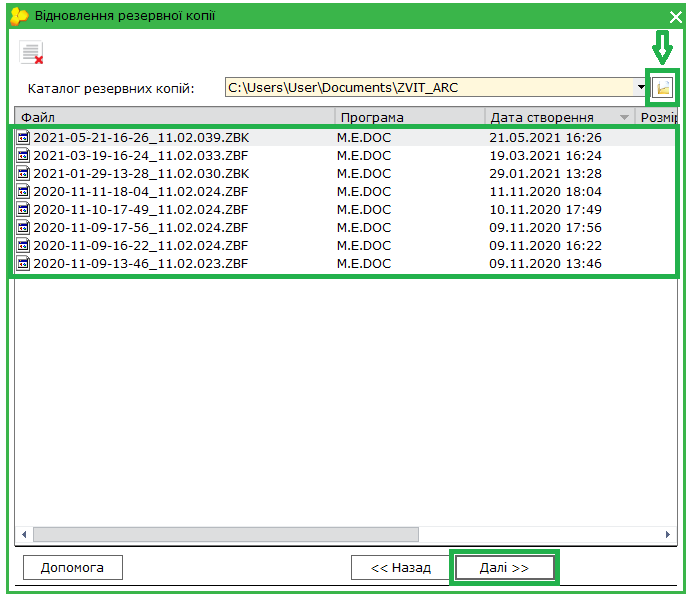 Відновлення резервної копії
Каталог резервних копій: C:\Users\User\Documents\ZVIT_ARC
Файл Програма Дата створення Розмір
2021-05-21-16-26_11.02.039.ZBK M.E.DOC 21.05.2021 16:26
2021-03-19-16-24_11.02.033.ZBF M.E.DOC 19.03.2021 16:24
2021-01-29-13-28_11.02.030.ZBK M.E.DOC 29.01.2021 13:28
2020-11-11-18-04_11.02.024.ZBF M.E.DOC 11.11.2020 18:04
2020-11-10-17-49_11.02.024.ZBF M.E.DOC 10.11.2020 17:49
2020-11-09-17-56_11.02.024.ZBF M.E.DOC 09.11.2020 17:56
2020-11-09-16-22_11.02.024.ZBF M.E.DOC 09.11.2020 16:22
2020-11-09-13-46_11.02.023.ZBF M.E.DOC 09.11.2020 13:46
Допомога << Назад Далі >>